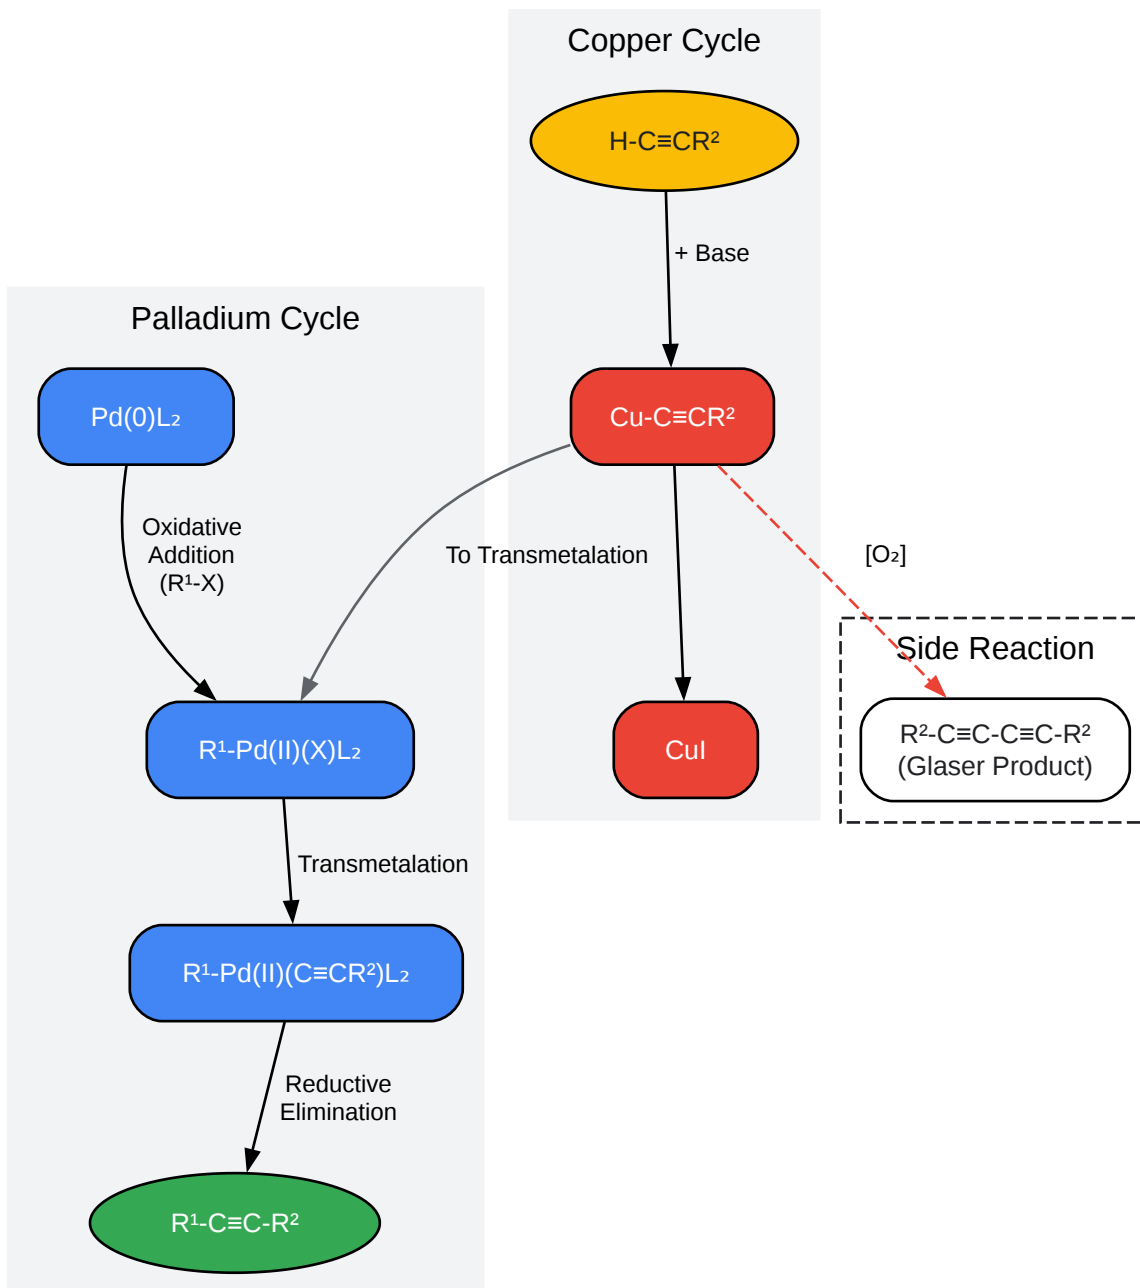 Copper Cycle
H-C≡CR²
+ Base
Palladium Cycle
Pd(0)L₂
Cu-C≡CR²
Oxidative
Addition
(R¹-X)
To Transmetalation
[O₂]
Side Reaction
R¹-Pd(II)(X)L₂
CuI
R²-C≡C-C≡C-R²
(Glaser Product)
Transmetalation
R¹-Pd(II)(C≡CR²)L₂
Reductive
Elimination
R¹-C≡C-R²